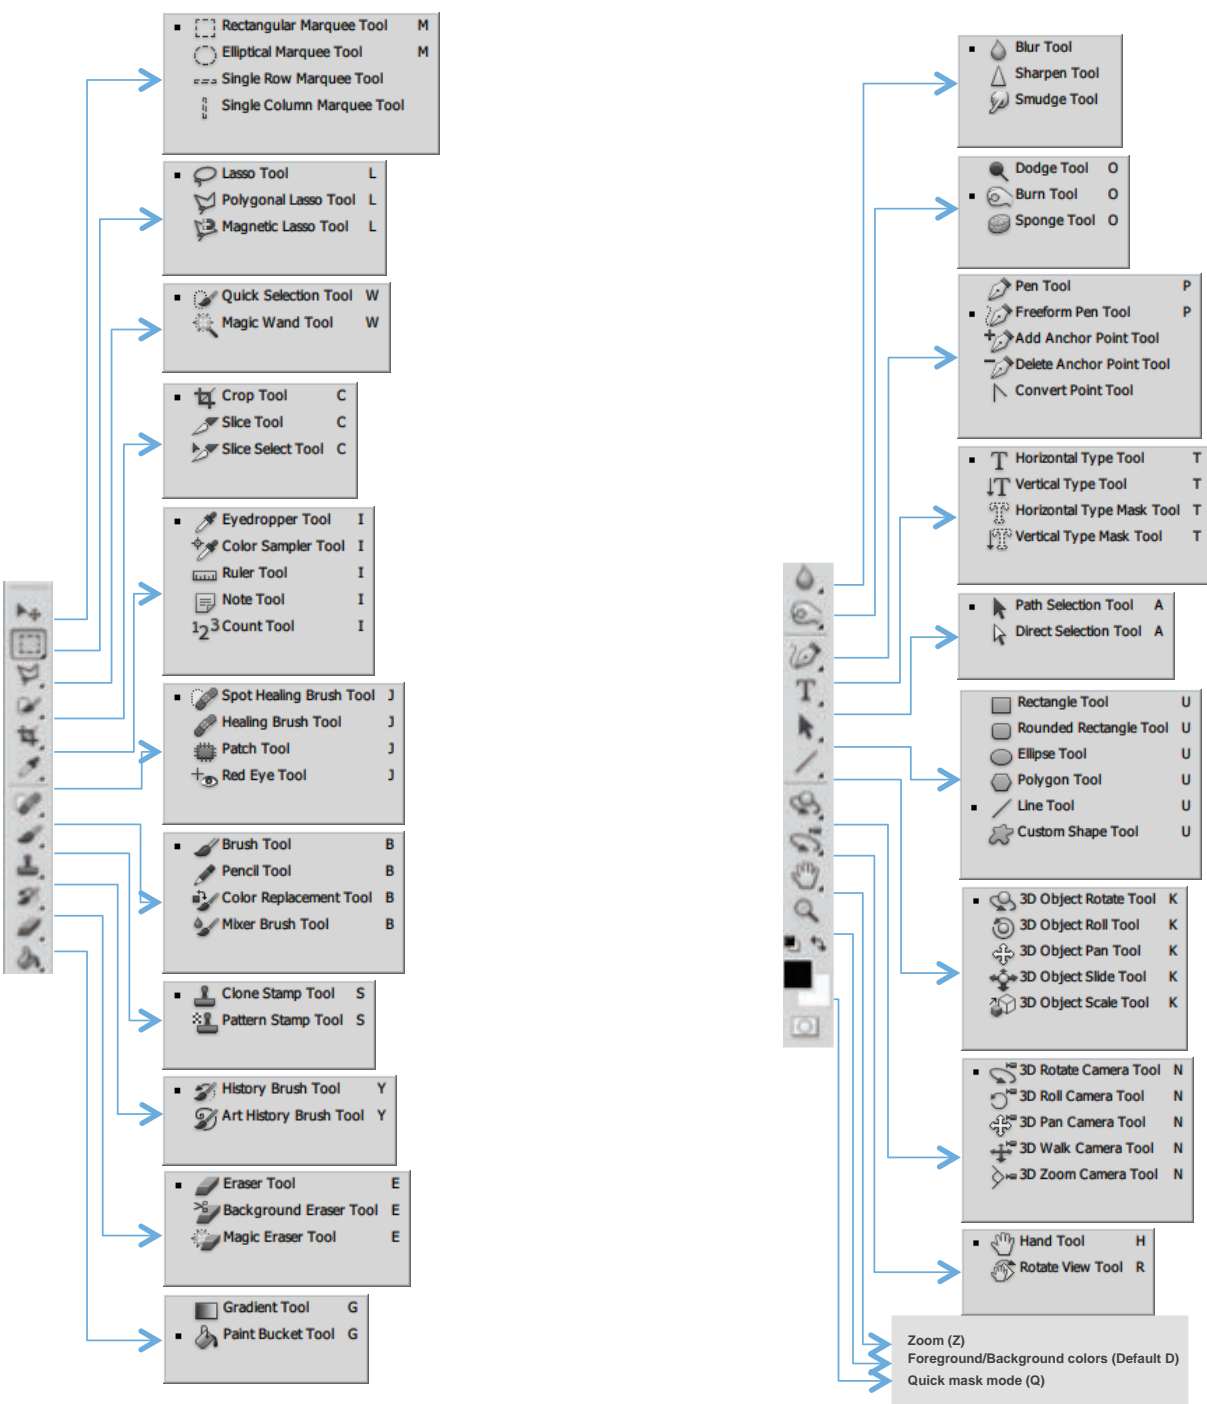 Rectangular Marquee Tool M
Elliptical Marquee Tool M
Single Row Marquee Tool
Single Column Marquee Tool
Lasso Tool L
Polygonal Lasso Tool L
Magnetic Lasso Tool L
Quick Selection Tool W
Magic Wand Tool W
Crop Tool C
Slice Tool C
Slice Select Tool C
Eyedropper Tool I
Color Sampler Tool I
Ruler Tool I
Note Tool I
123 Count Tool I
Spot Healing Brush Tool J
Healing Brush Tool J
Patch Tool J
Red Eye Tool J
Brush Tool B
Pencil Tool B
Color Replacement Tool B
Mixer Brush Tool B
Clone Stamp Tool S
Pattern Stamp Tool S
History Brush Tool Y
Art History Brush Tool Y
Eraser Tool E
Background Eraser Tool E
Magic Eraser Tool E
Gradient Tool G
Paint Bucket Tool G
Blur Tool
Sharpen Tool
Smudge Tool
Dodge Tool O
Burn Tool O
Sponge Tool O
Pen Tool P
Freeform Pen Tool P
Add Anchor Point Tool
Delete Anchor Point Tool
Convert Point Tool
T Horizontal Type Tool T
T Vertical Type Tool T
T Horizontal Type Mask Tool T
T Vertical Type Mask Tool T
T
Path Selection Tool A
Direct Selection Tool A
Rectangle Tool U
Rounded Rectangle Tool U
Ellipse Tool U
Polygon Tool U
Line Tool U
Custom Shape Tool U
3D Object Rotate Tool K
3D Object Roll Tool K
3D Object Pan Tool K
3D Object Slide Tool K
3D Object Scale Tool K
3D Rotate Camera Tool N
3D Roll Camera Tool N
3D Pan Camera Tool N
3D Walk Camera Tool N
3D Zoom Camera Tool N
Hand Tool H
Rotate View Tool R
Zoom (Z)
Foreground/Background colors (Default D)
Quick mask mode (Q)